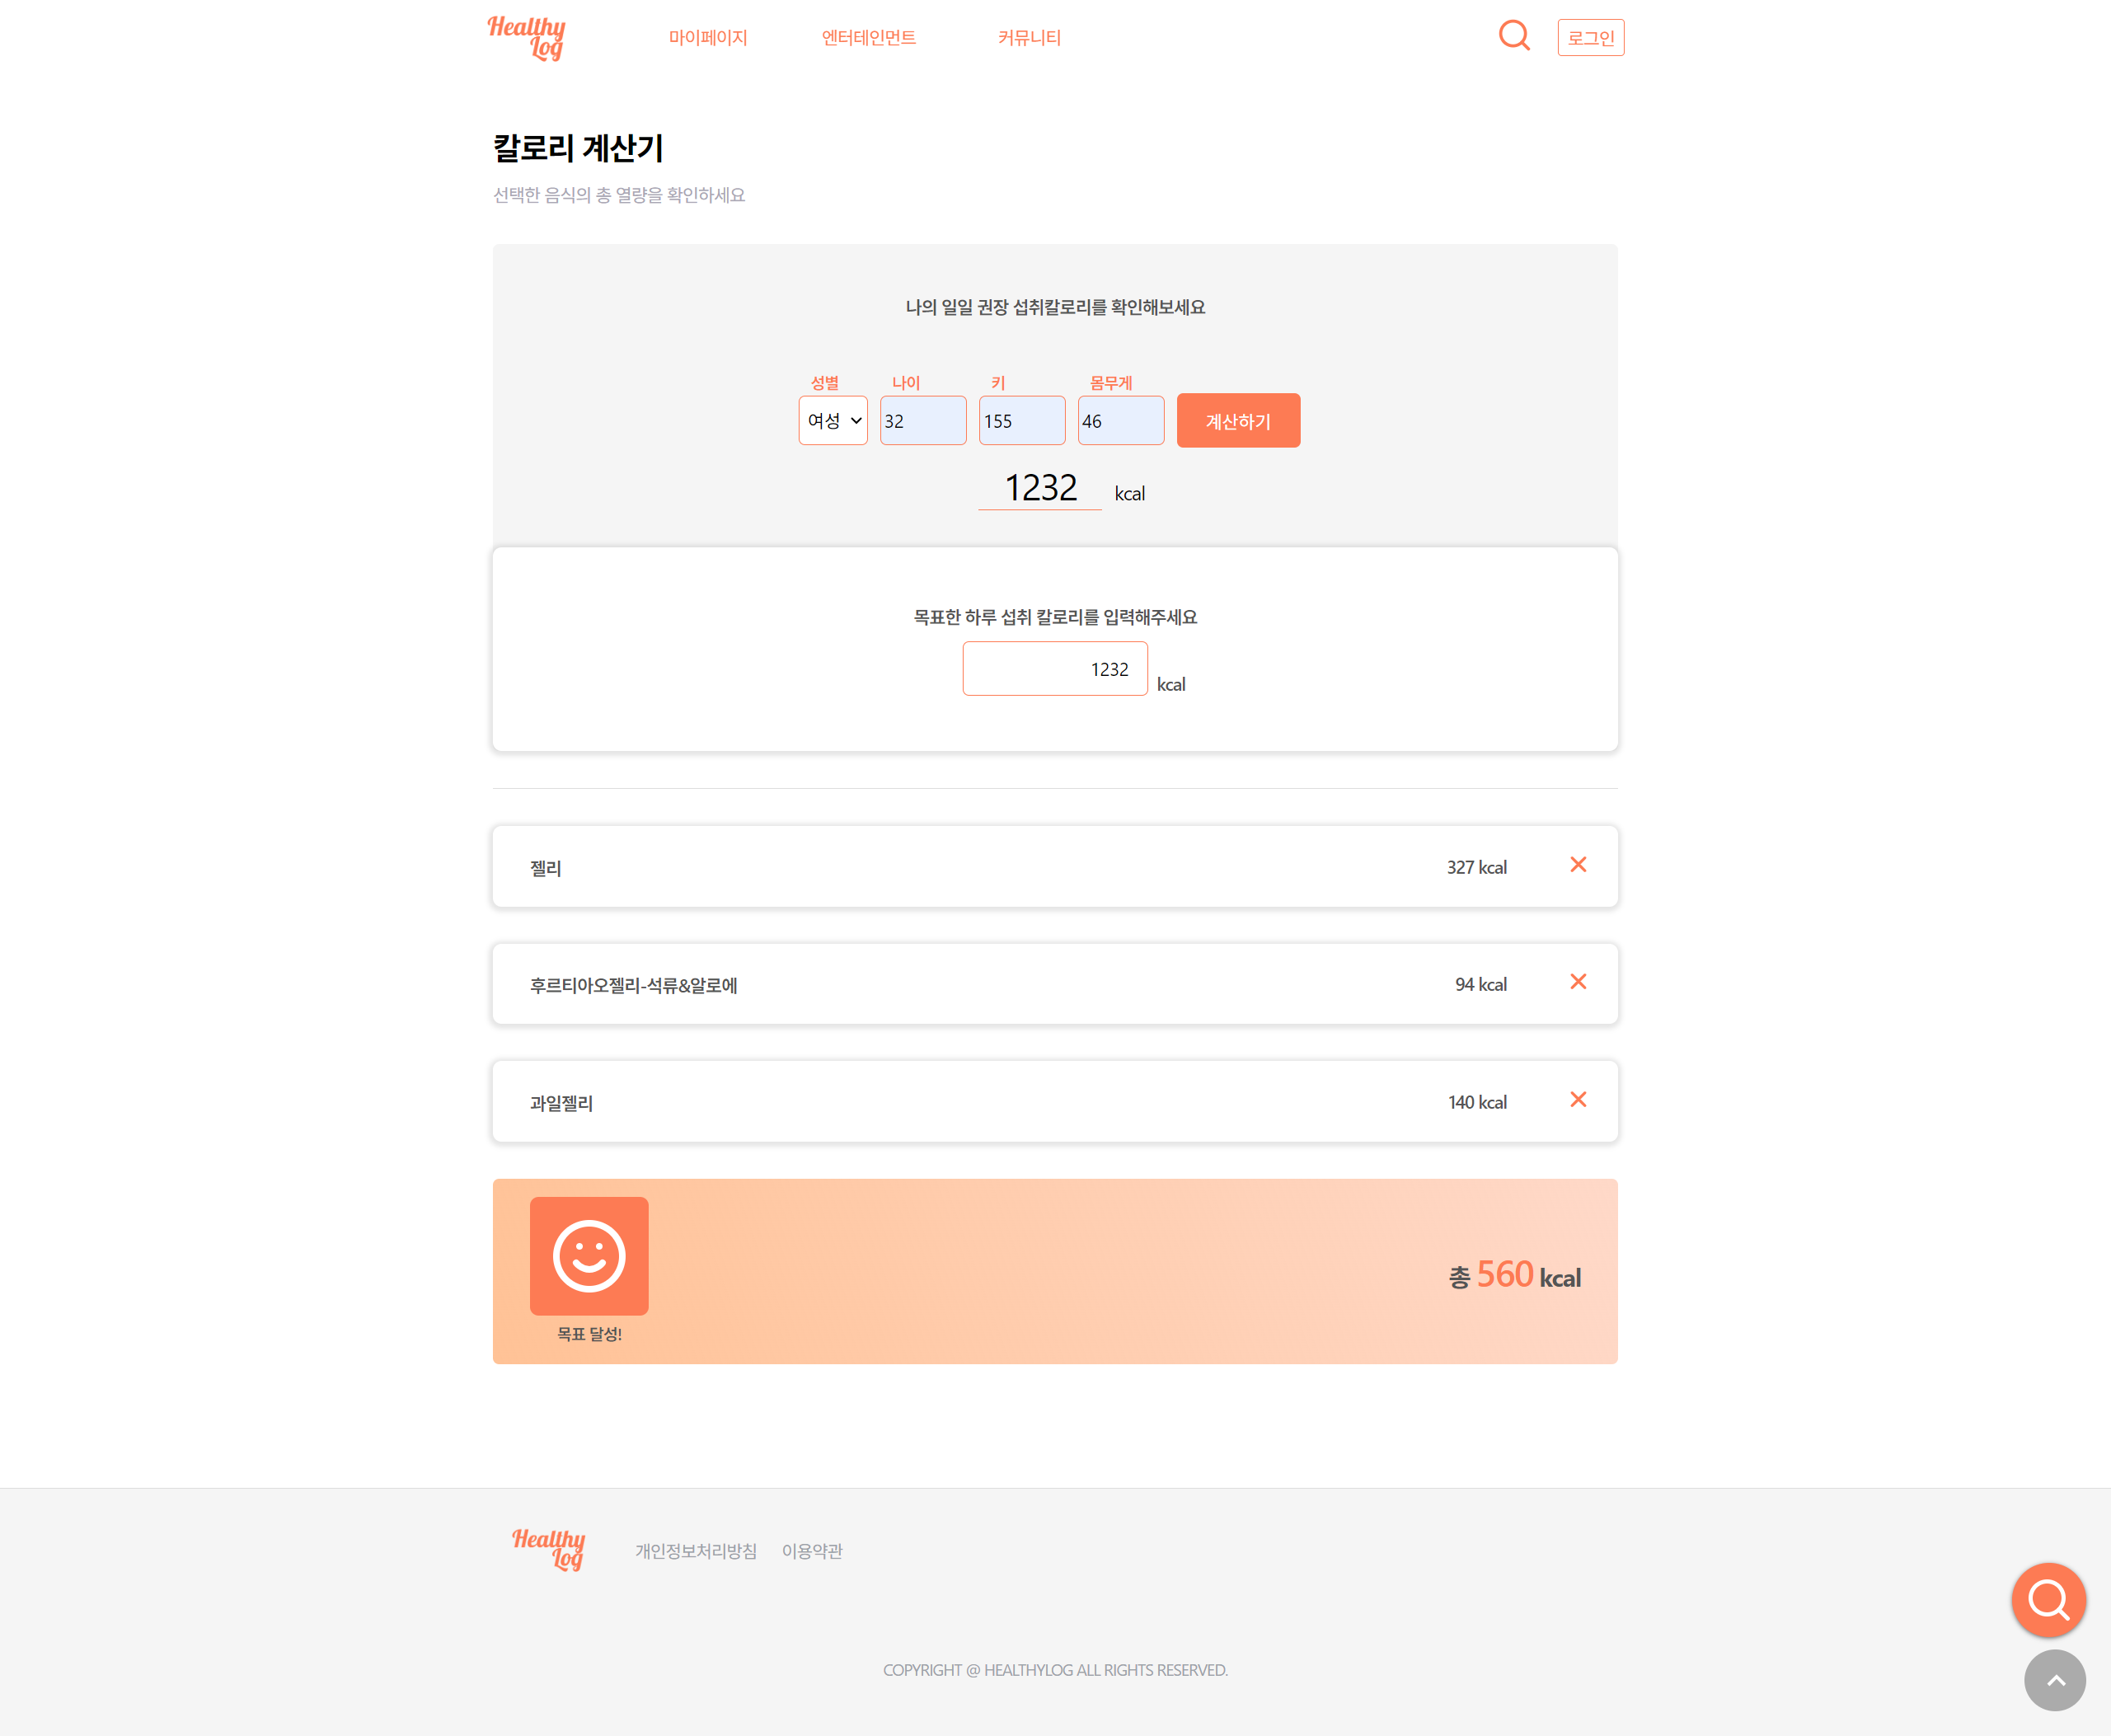 Healthy
Log
마이페이지 엔터테인먼트 커뮤니티 로그인
칼로리 계산기
선택한 음식의 총 열량을 확인하세요
나의 일일 권장 섭취칼로리를 확인해보세요
성별 나이 키 몸무게
여성 32 155 46 계산하기
1232 kcal
목표한 하루 섭취 칼로리를 입력해주세요
1232 kcal
젤리 327 kcal
후르티아오젤리-석류&알로에 94 kcal
과일젤리 140 kcal
총 560 kcal
목표 달성!
Healthy
Log
개인정보처리방침 이용약관
COPYRIGHT @ HEALTHYLOG ALL RIGHTS RESERVED.